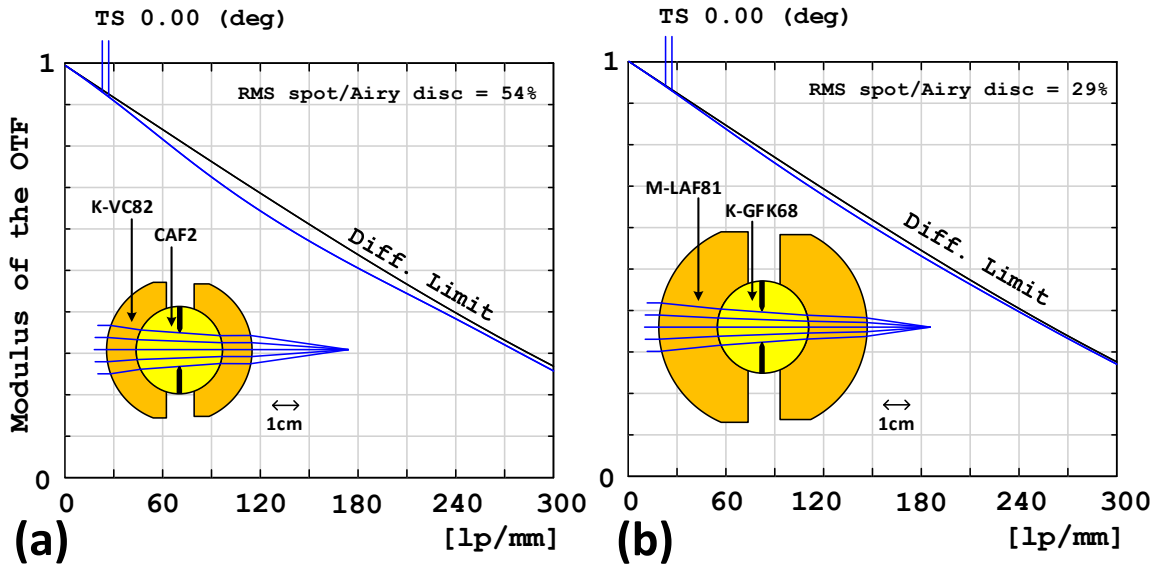 TS 0.00 (deg)
1
RMS spot/Airy disc = 54%
K-VC82
CAF2
Diff. Limit
1cm
Modulus of the OTF
0
0 60 120 180 240 300
[lp/mm]
(a)
TS 0.00 (deg)
1
RMS spot/Airy disc = 29%
M-LAF81
K-GFK68
Diff. Limit
1cm
0
0 60 120 180 240 300
[lp/mm]
(b)